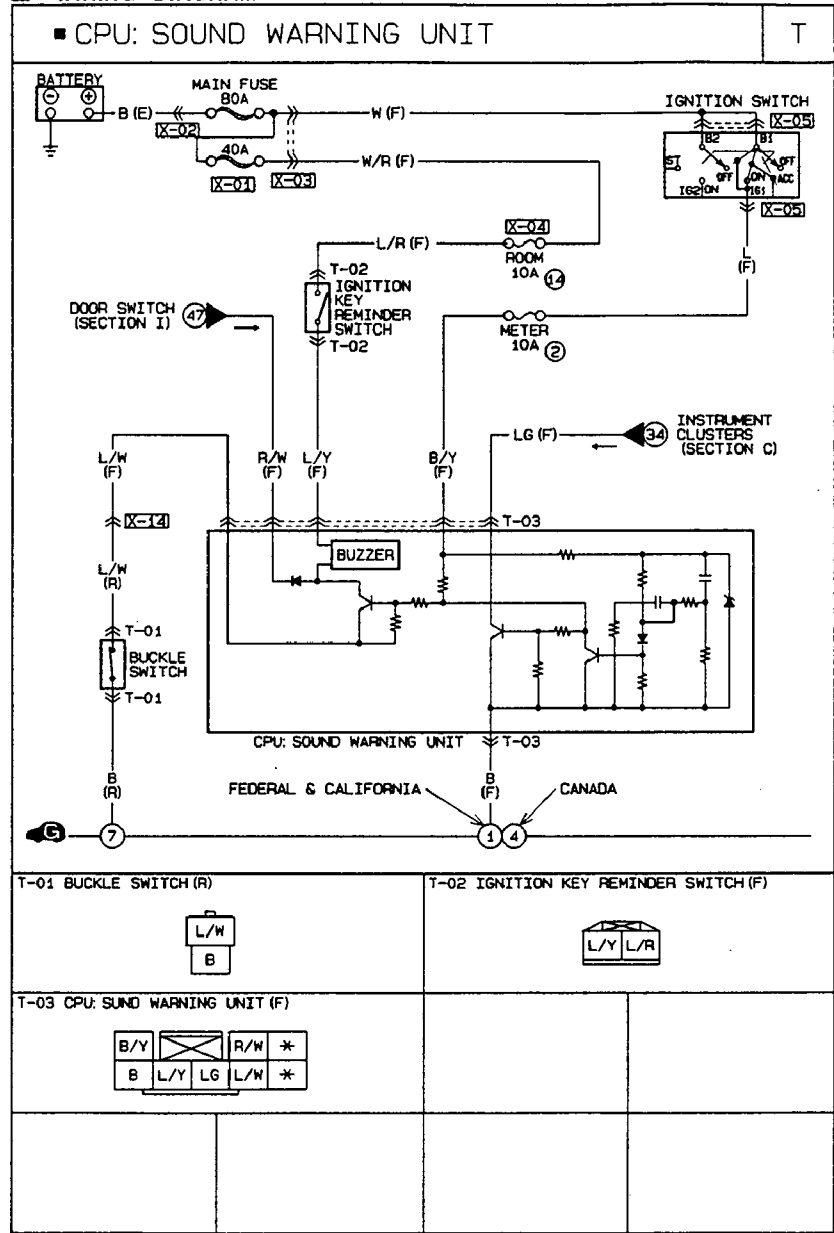 WIRING DIAGRAM
■ CPU: SOUND WARNING UNIT
T
BATTERY
MAIN FUSE
80A
B (E)
X-02
W (F)
IGNITION SWITCH
X-05
B2
B1
ST
OFF
OFF
ON
ACC
IG2
ON
IG1
X-05
40A
X-01
X-03
W/R (F)
L
(F)
L/R (F)
X-04
ROOM
10A
14
T-02
IGNITION
KEY
REMINDER
SWITCH
T-02
DOOR SWITCH
(SECTION I)
47
METER
10A
2
LG (F)
34
INSTRUMENT
CLUSTERS
(SECTION C)
L/W
(F)
R/W
(F)
L/Y
(F)
B/Y
(F)
X-14
T-03
L/W
(R)
BUZZER
T-01
BUCKLE
SWITCH
T-01
CPU: SOUND WARNING UNIT
T-03
B
(R)
FEDERAL & CALIFORNIA
B
(F)
CANADA
G
7
1
4
T-01 BUCKLE SWITCH (R)
L/W
B
T-02 IGNITION KEY REMINDER SWITCH (F)
L/Y L/R
T-03 CPU: SUND WARNING UNIT (F)
B/Y R/W *
B L/Y LG L/W *